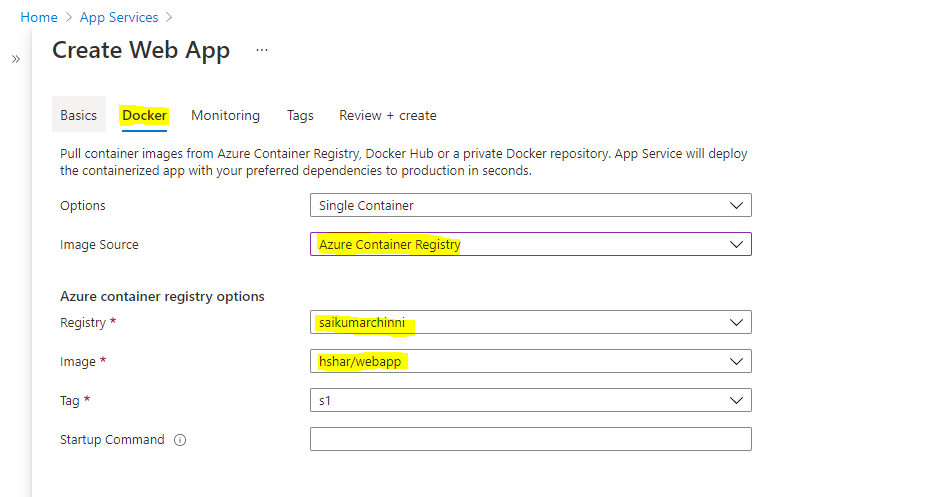 Home > App Services >
»
Create Web App ...
Basics Docker Monitoring Tags Review + create
Pull container images from Azure Container Registry, Docker Hub or a private Docker repository. App Service will deploy
the containerized app with your preferred dependencies to production in seconds.
Options Single Container
Image Source Azure Container Registry
Azure container registry options
Registry * saikumarchinni
Image * hshar/webapp
Tag * s1
Startup Command